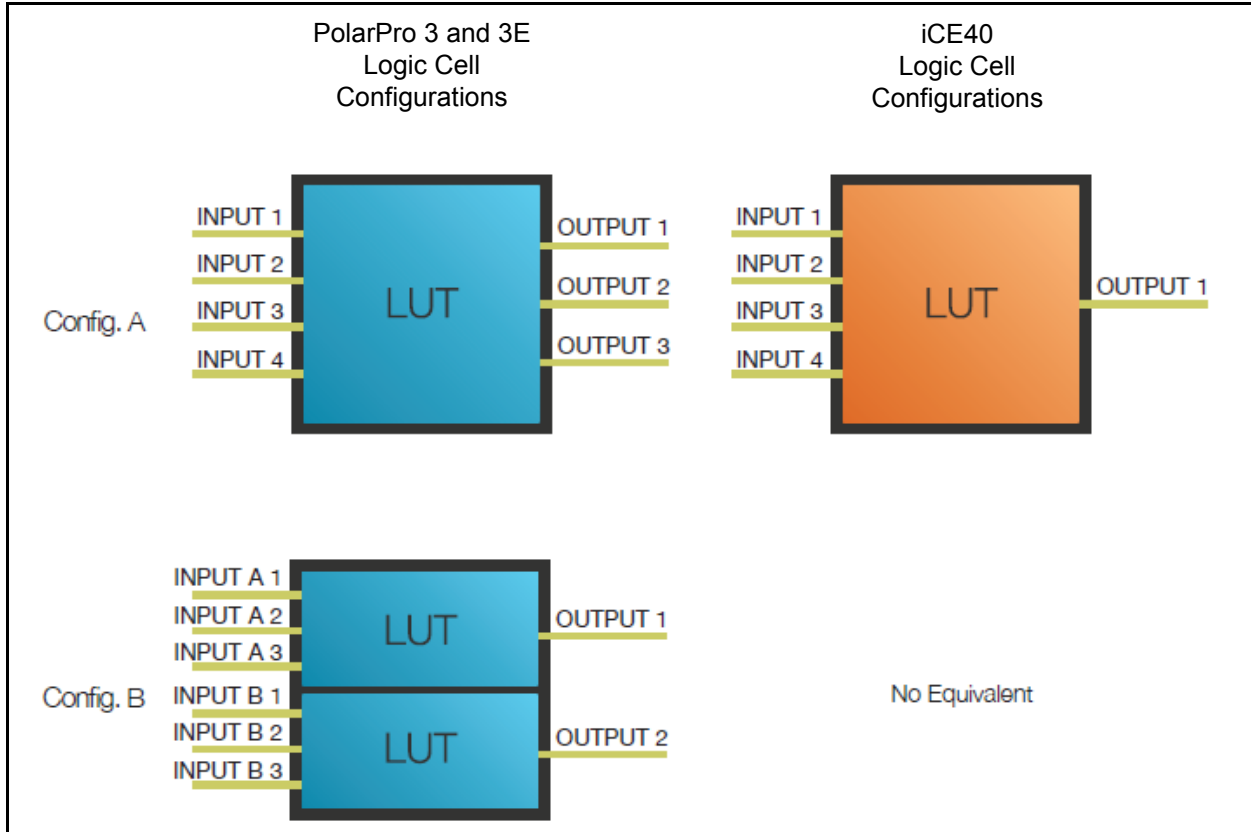 PolarPro 3 and 3E
Logic Cell
Configurations
iCE40
Logic Cell
Configurations
Config. A
INPUT 1
INPUT 2
INPUT 3
INPUT 4
LUT
OUTPUT 1
OUTPUT 2
OUTPUT 3
INPUT 1
INPUT 2
INPUT 3
INPUT 4
LUT
OUTPUT 1
Config. B
INPUT A 1
INPUT A 2
INPUT A 3
INPUT B 1
INPUT B 2
INPUT B 3
LUT
LUT
OUTPUT 1
OUTPUT 2
No Equivalent